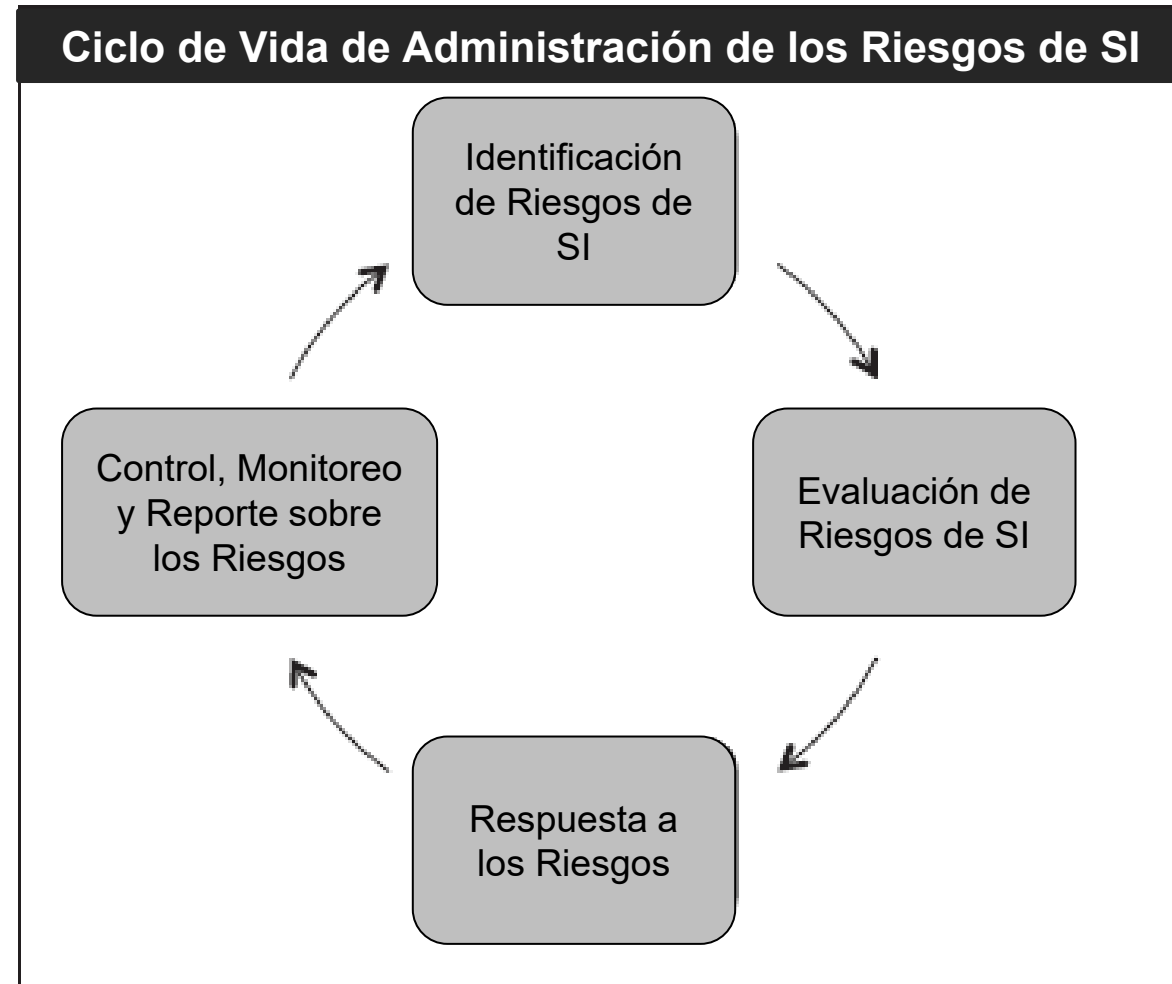 Ciclo de Vida de Administración de los Riesgos de SI
Identificación
de Riesgos de
SI
Evaluación de
Riesgos de SI
Respuesta a
los Riesgos
Control, Monitoreo
y Reporte sobre
los Riesgos